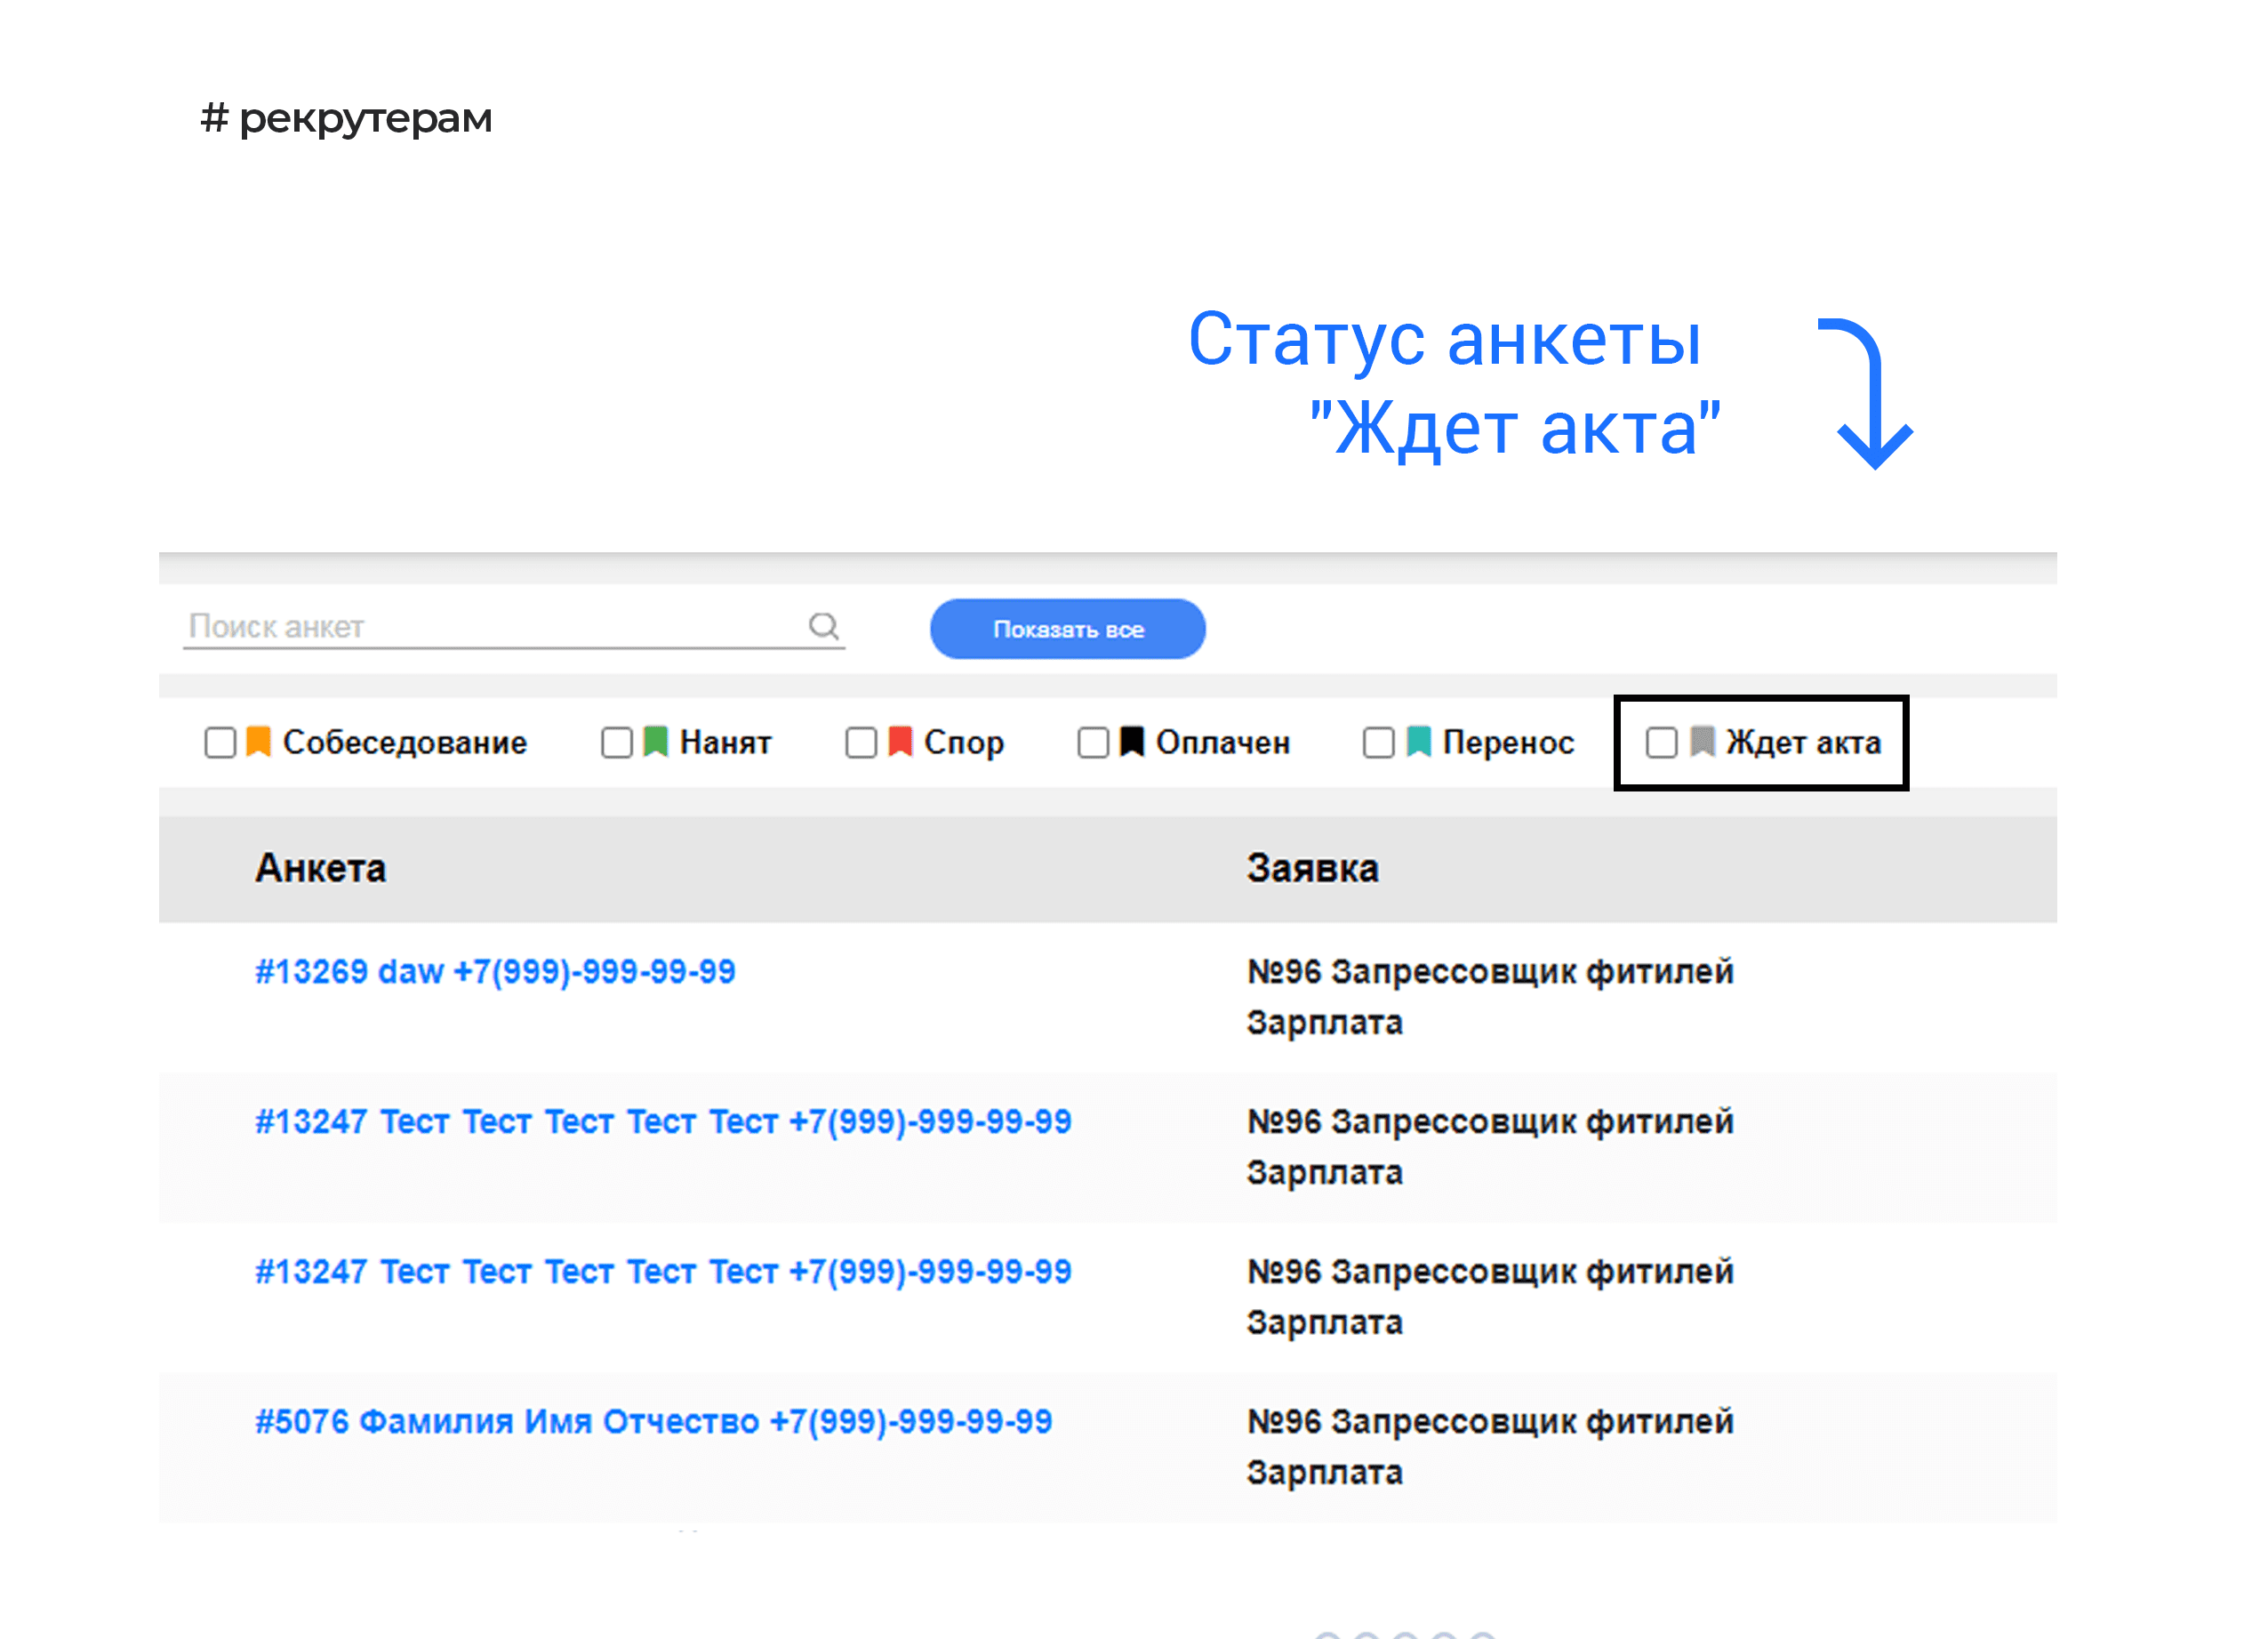 # рекрутерам
Статус анкеты
"Ждет акта"
Поиск анкет
Показать все
Собеседование Нанят Спор Оплачен Перенос Ждет акта
Анкета Заявка
#13269 daw +7(999)-999-99-99 №96 Запрессовщик фитилей
Зарплата
#13247 Тест Тест Тест Тест Тест +7(999)-999-99-99 №96 Запрессовщик фитилей
Зарплата
#13247 Тест Тест Тест Тест Тест +7(999)-999-99-99 №96 Запрессовщик фитилей
Зарплата
#5076 Фамилия Имя Отчество +7(999)-999-99-99 №96 Запрессовщик фитилей
Зарплата